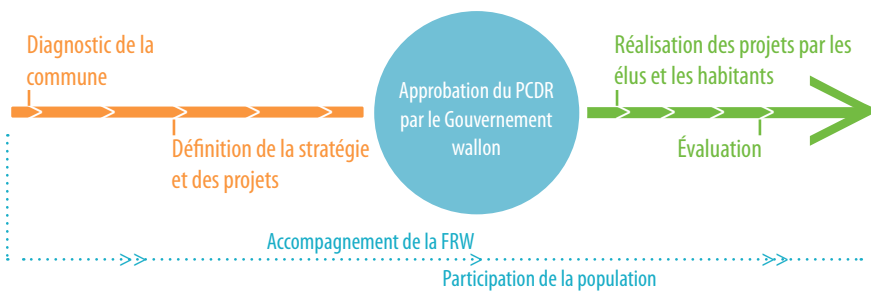 Diagnostic de la
commune
Définition de la stratégie
et des projets
Approbation du PCDR
par le Gouvernement
wallon
Réalisation des projets par les
élus et les habitants
Évaluation
Accompagnement de la FRW
Participation de la population